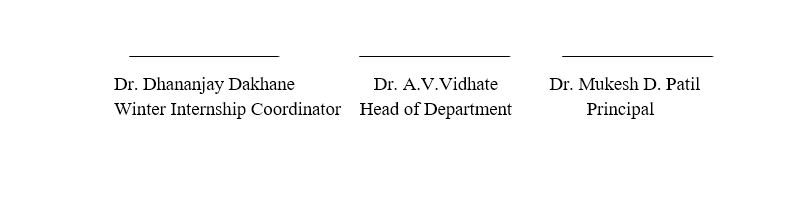 Dr. Dhananjay Dakhane Dr. A.V.Vidhate Dr. Mukesh D. Patil
Winter Internship Coordinator Head of Department Principal